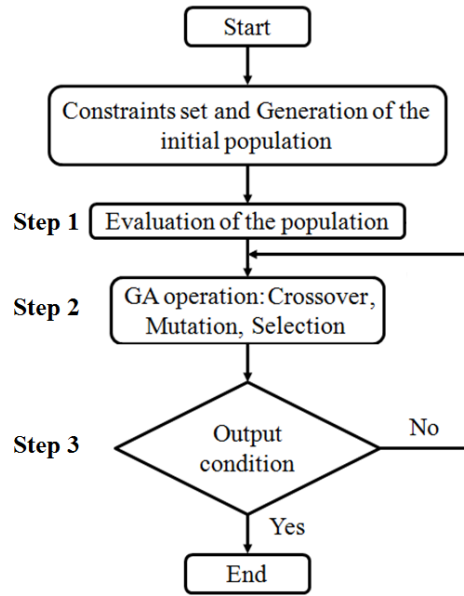 Start
Constraints set and Generation of the
initial population
Step 1
Evaluation of the population
Step 2
GA operation: Crossover,
Mutation, Selection
Step 3
Output
condition
No
Yes
End